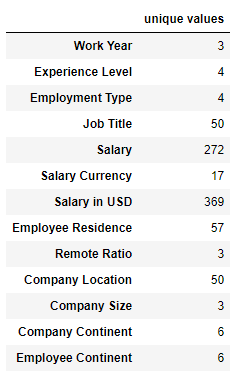 unique values
Work Year 3
Experience Level 4
Employment Type 4
Job Title 50
Salary 272
Salary Currency 17
Salary in USD 369
Employee Residence 57
Remote Ratio 3
Company Location 50
Company Size 3
Company Continent 6
Employee Continent 6